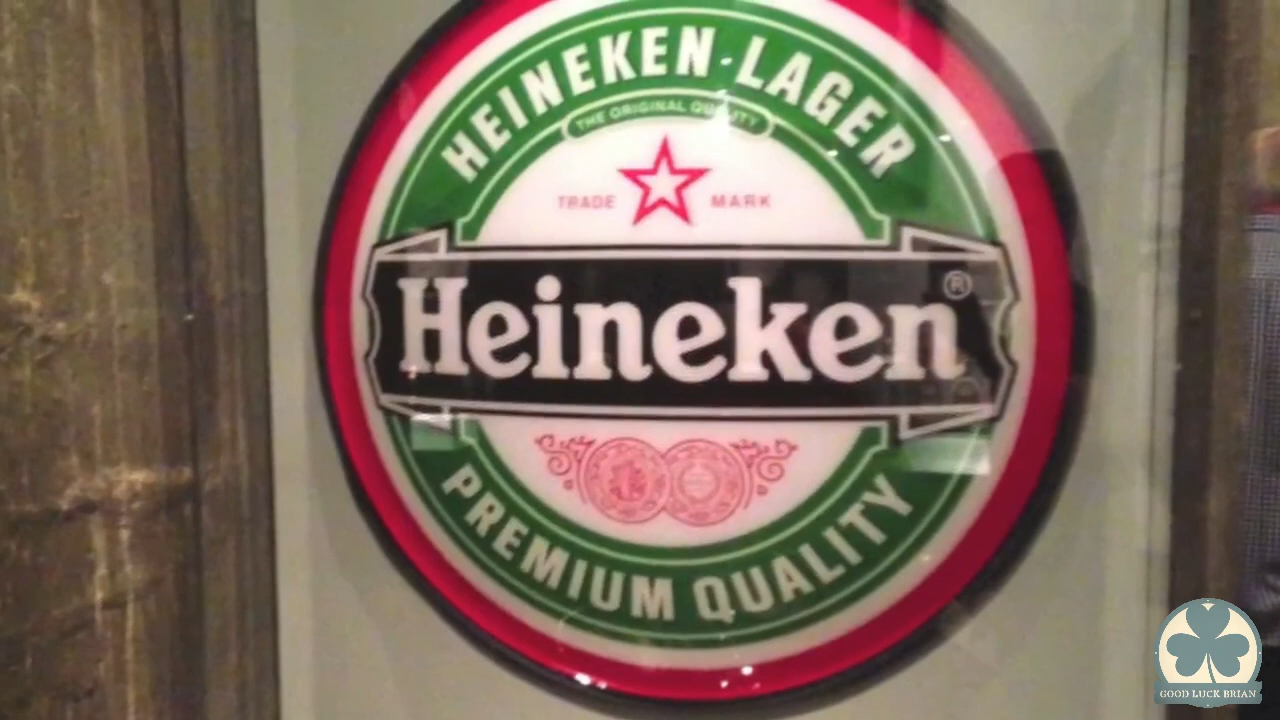 HEINEKEN LAGER
THE ORIGINAL QUALITY
TRADE MARK
Heineken®
PREMIUM QUALITY
GOOD LUCK BRIAN